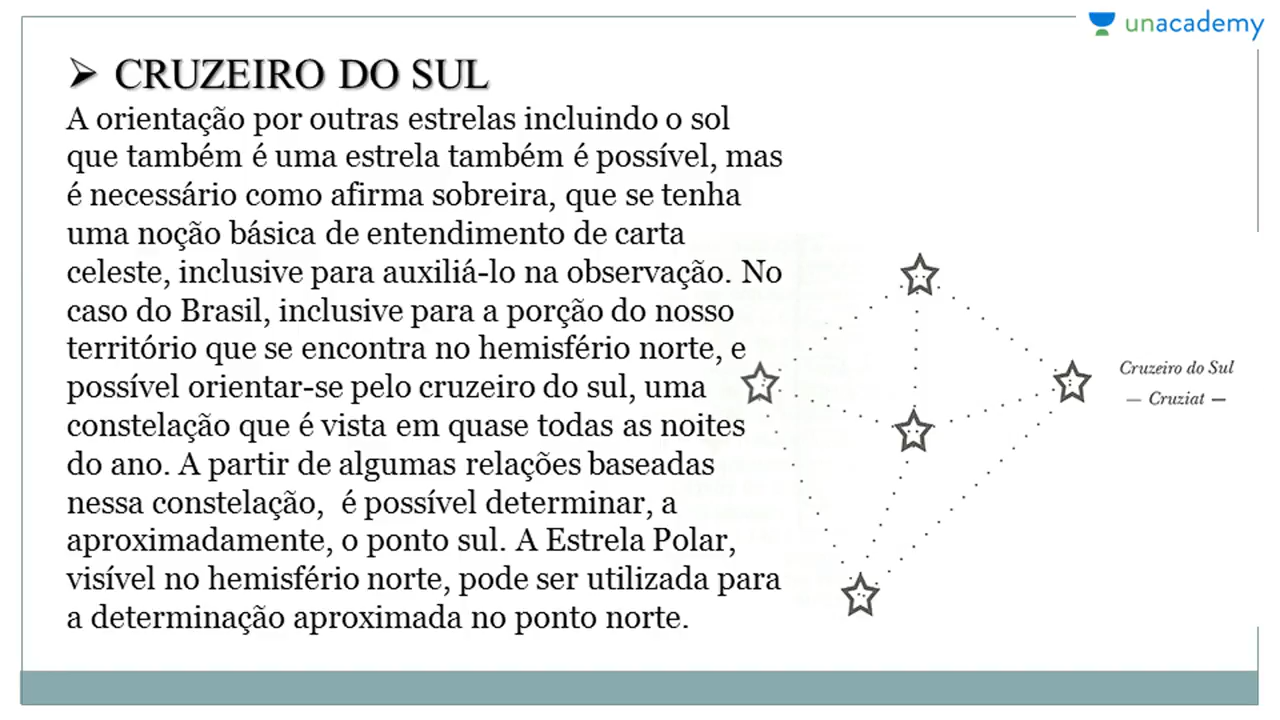 unacademy
➢ CRUZEIRO DO SUL
A orientação por outras estrelas incluindo o sol
que também é uma estrela também é possível, mas
é necessário como afirma sobreira, que se tenha
uma noção básica de entendimento de carta
celeste, inclusive para auxiliá-lo na observação. No
caso do Brasil, inclusive para a porção do nosso
território que se encontra no hemisfério norte, e
possível orientar-se pelo cruzeiro do sul, uma
constelação que é vista em quase todas as noites
do ano. A partir de algumas relações baseadas
nessa constelação,  é possível determinar, a
aproximadamente, o ponto sul. A Estrela Polar,
visível no hemisfério norte, pode ser utilizada para
a determinação aproximada no ponto norte.
Cruzeiro do Sul
— Cruziat —